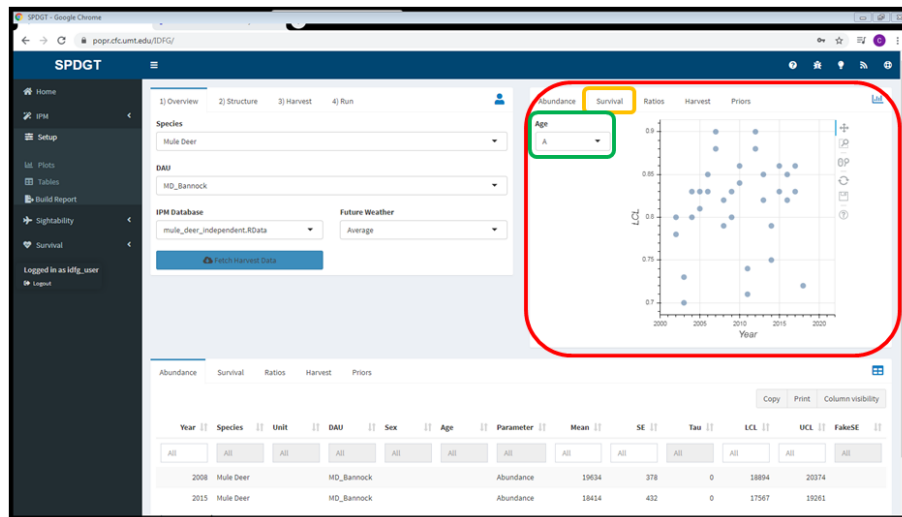 SPDGT - Google Chrome
popr.cfc.umt.edu/IDFG/
SPDGT
Home
IPM
Setup
Plots
Tables
Build Report
Sightability
Survival
Logged in as idfg_user
Logout
1) Overview 2) Structure 3) Harvest 4) Run
Species
Mule Deer
DAU
MD_Bannock
IPM Database Future Weather
mule_deer_independent.RData Average
Fetch Harvest Data
Abundance Survival Ratios Harvest Priors
Age
A
0.9
0.85
0.8
0.75
0.7
LCL
2000 2005 2010 2015 2020
Year
Abundance Survival Ratios Harvest Priors
Copy Print Column visibility
Year Species Unit DAU Sex Age Parameter Mean SE Tau LCL UCL FakeSE
All All All All All All All All All All All All All
2008 Mule Deer MD_Bannock Abundance 19634 378 0 18894 20374
2015 Mule Deer MD_Bannock Abundance 18414 432 0 17567 19261